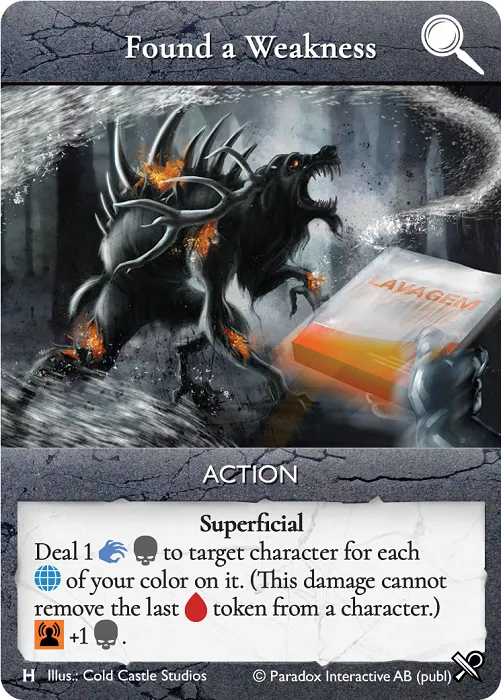 Found a Weakness
LAVAGEM
ACTION
Superficial
Deal 1 to target character for each
of your color on it. (This damage cannot
remove the last token from a character.)
+1 .
H Illus.: Cold Castle Studios © Paradox Interactive AB (publ)